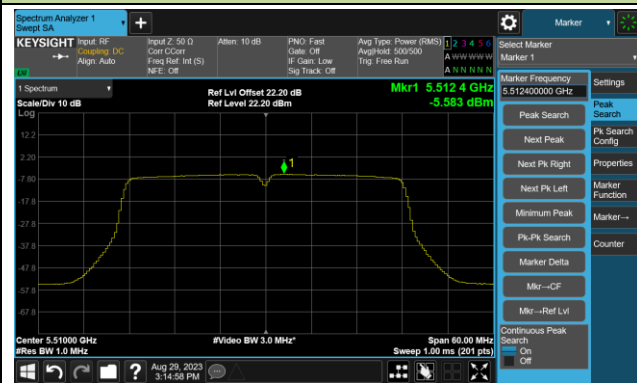 Spectrum Analyzer 1
Swept SA
+
Marker
KEYSIGHT
Input: RF
Coupling: DC
Align: Auto
Input Z: 50 Ω
Corr CCorr
Freq Ref: Int (S)
NFE: Off
Atten: 10 dB
PNO: Fast
Gate: Off
IF Gain: Low
Sig Track: Off
Avg Type: Power (RMS)
Avg|Hold: 500/500
Trig: Free Run
1 2 3 4 5 6
A W W W W W
A N N N N N
LXI
Select Marker
Marker 1
1 Spectrum
Scale/Div 10 dB
Log
Ref Lvl Offset 22.20 dB
Ref Level 22.20 dBm
Mkr1 5.512 4 GHz
-5.583 dBm
12.2
2.20
-7.80
-17.8
-27.8
-37.8
-47.8
-57.8
-67.8
1
Center 5.51000 GHz
#Res BW 1.0 MHz
#Video BW 3.0 MHz*
Span 60.00 MHz
Sweep 1.00 ms (201 pts)
Marker Frequency
5.512400000 GHz
Peak Search
Next Peak
Next Pk Right
Next Pk Left
Minimum Peak
Pk-Pk Search
Marker Delta
Mkr→CF
Mkr→Ref Lvl
Continuous Peak
Search
On
Off
Settings
Peak
Search
Pk Search
Config
Properties
Marker
Function
Marker→
Counter
?
Aug 29, 2023
3:14:58 PM